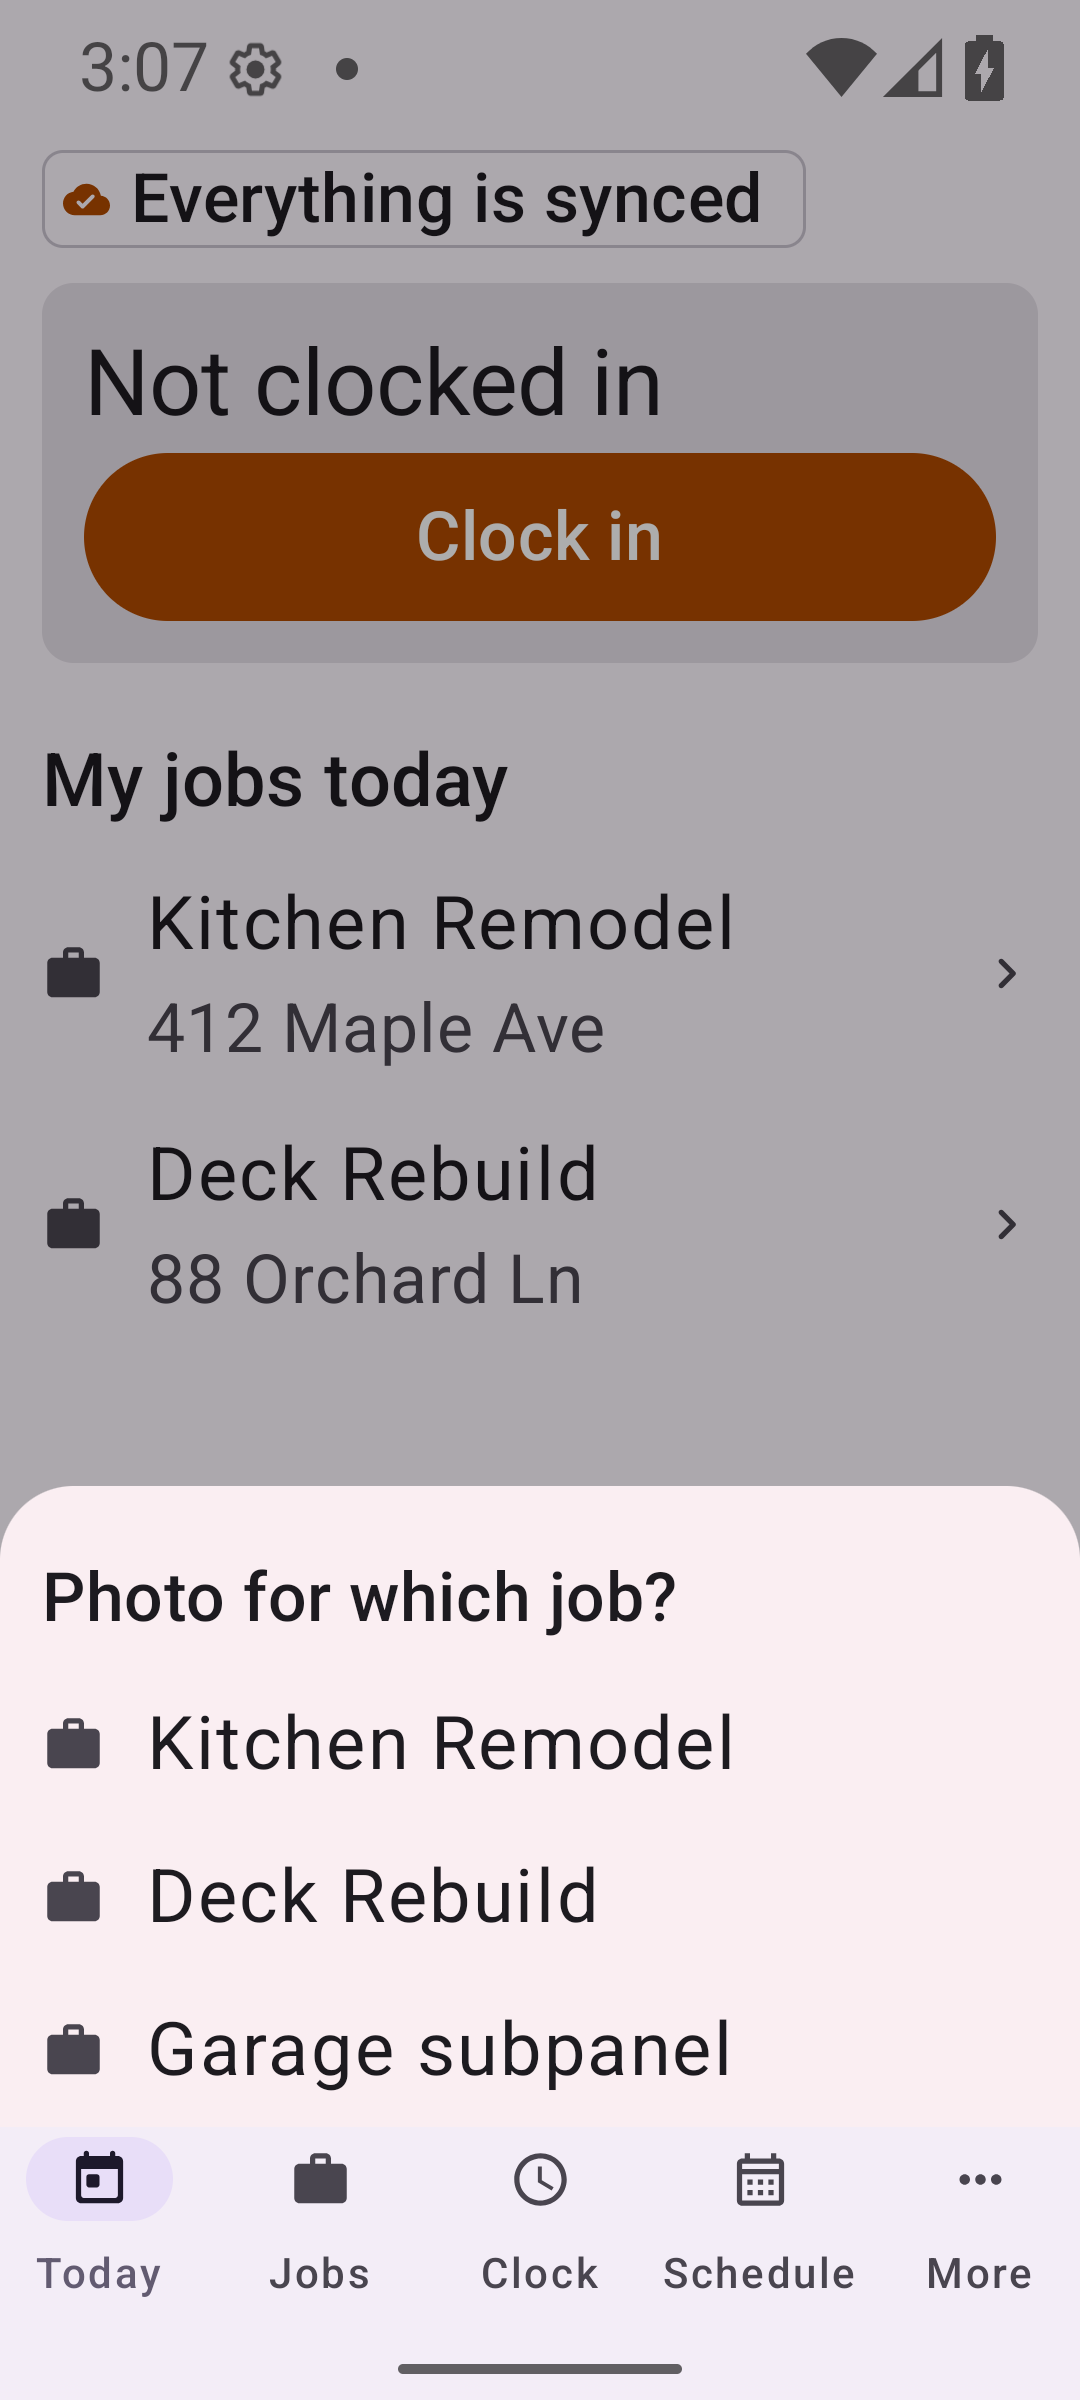 3:07
Everything is synced
Not clocked in
Clock in
My jobs today
Kitchen Remodel
412 Maple Ave
Deck Rebuild
88 Orchard Ln
Photo for which job?
Kitchen Remodel
Deck Rebuild
Garage subpanel
Today Jobs Clock Schedule More